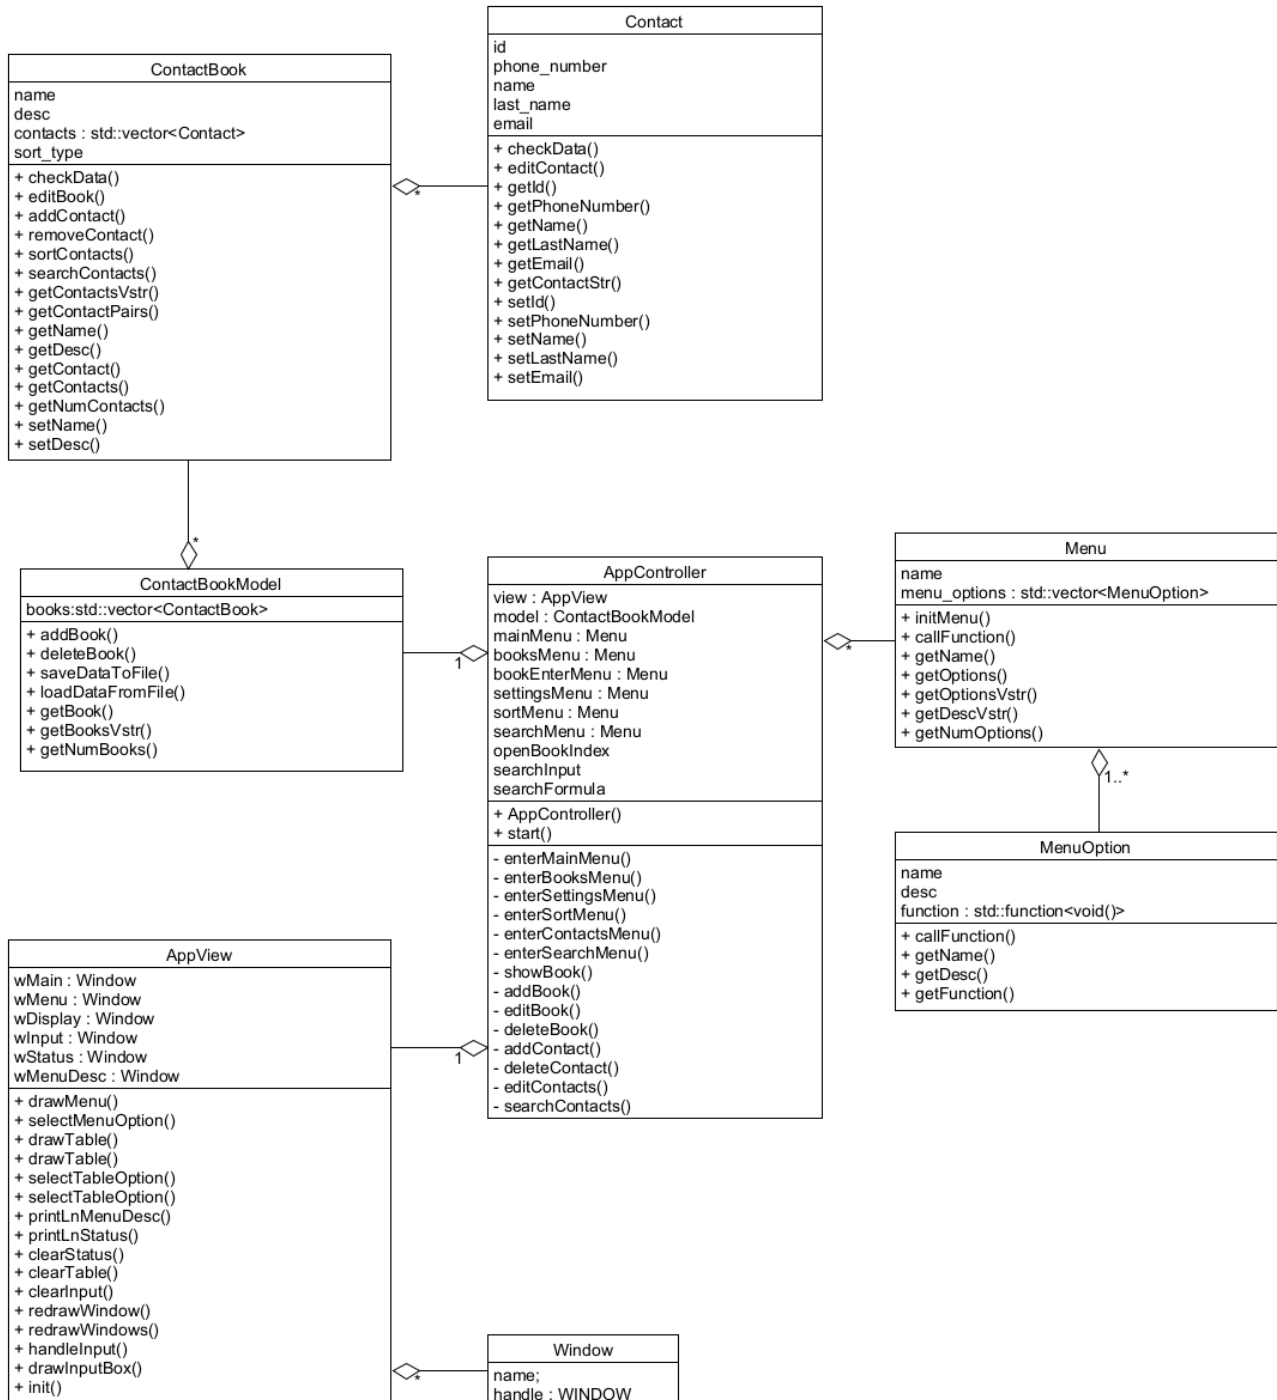 Contact
id
phone_number
name
last_name
email
+ checkData()
+ editContact()
+ getId()
+ getPhoneNumber()
+ getName()
+ getLastName()
+ getEmail()
+ getContactStr()
+ setId()
+ setPhoneNumber()
+ setName()
+ setLastName()
+ setEmail()
ContactBook
name
desc
contacts : std::vector<Contact>
sort_type
+ checkData()
+ editBook()
+ addContact()
+ removeContact()
+ sortContacts()
+ searchContacts()
+ getContactsVstr()
+ getContactPairs()
+ getName()
+ getDesc()
+ getContact()
+ getContacts()
+ getNumContacts()
+ setName()
+ setDesc()
*
*
ContactBookModel
books:std::vector<ContactBook>
+ addBook()
+ deleteBook()
+ saveDataToFile()
+ loadDataFromFile()
+ getBook()
+ getBooksVstr()
+ getNumBooks()
1
AppController
view : AppView
model : ContactBookModel
mainMenu : Menu
booksMenu : Menu
bookEnterMenu : Menu
settingsMenu : Menu
sortMenu : Menu
searchMenu : Menu
openBookIndex
searchInput
searchFormula
+ AppController()
+ start()
- enterMainMenu()
- enterBooksMenu()
- enterSettingsMenu()
- enterSortMenu()
- enterContactsMenu()
- enterSearchMenu()
- showBook()
- addBook()
- editBook()
- deleteBook()
- addContact()
- deleteContact()
- editContacts()
- searchContacts()
*
Menu
name
menu_options : std::vector<MenuOption>
+ initMenu()
+ callFunction()
+ getName()
+ getOptions()
+ getOptionsVstr()
+ getDescVstr()
+ getNumOptions()
1..*
MenuOption
name
desc
function : std::function<void()>
+ callFunction()
+ getName()
+ getDesc()
+ getFunction()
AppView
wMain : Window
wMenu : Window
wDisplay : Window
wInput : Window
wStatus : Window
wMenuDesc : Window
+ drawMenu()
+ selectMenuOption()
+ drawTable()
+ drawTable()
+ selectTableOption()
+ selectTableOption()
+ printLnMenuDesc()
+ printLnStatus()
+ clearStatus()
+ clearTable()
+ clearInput()
+ redrawWindow()
+ redrawWindows()
+ handleInput()
+ drawInputBox()
+ init()
1
*
Window
name;
handle : WINDOW